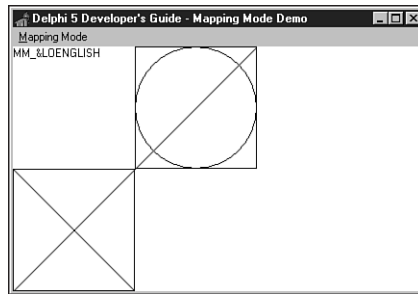 Delphi 5 Developer's Guide - Mapping Mode Demo
Mapping Mode
MM_&LOENGLISH